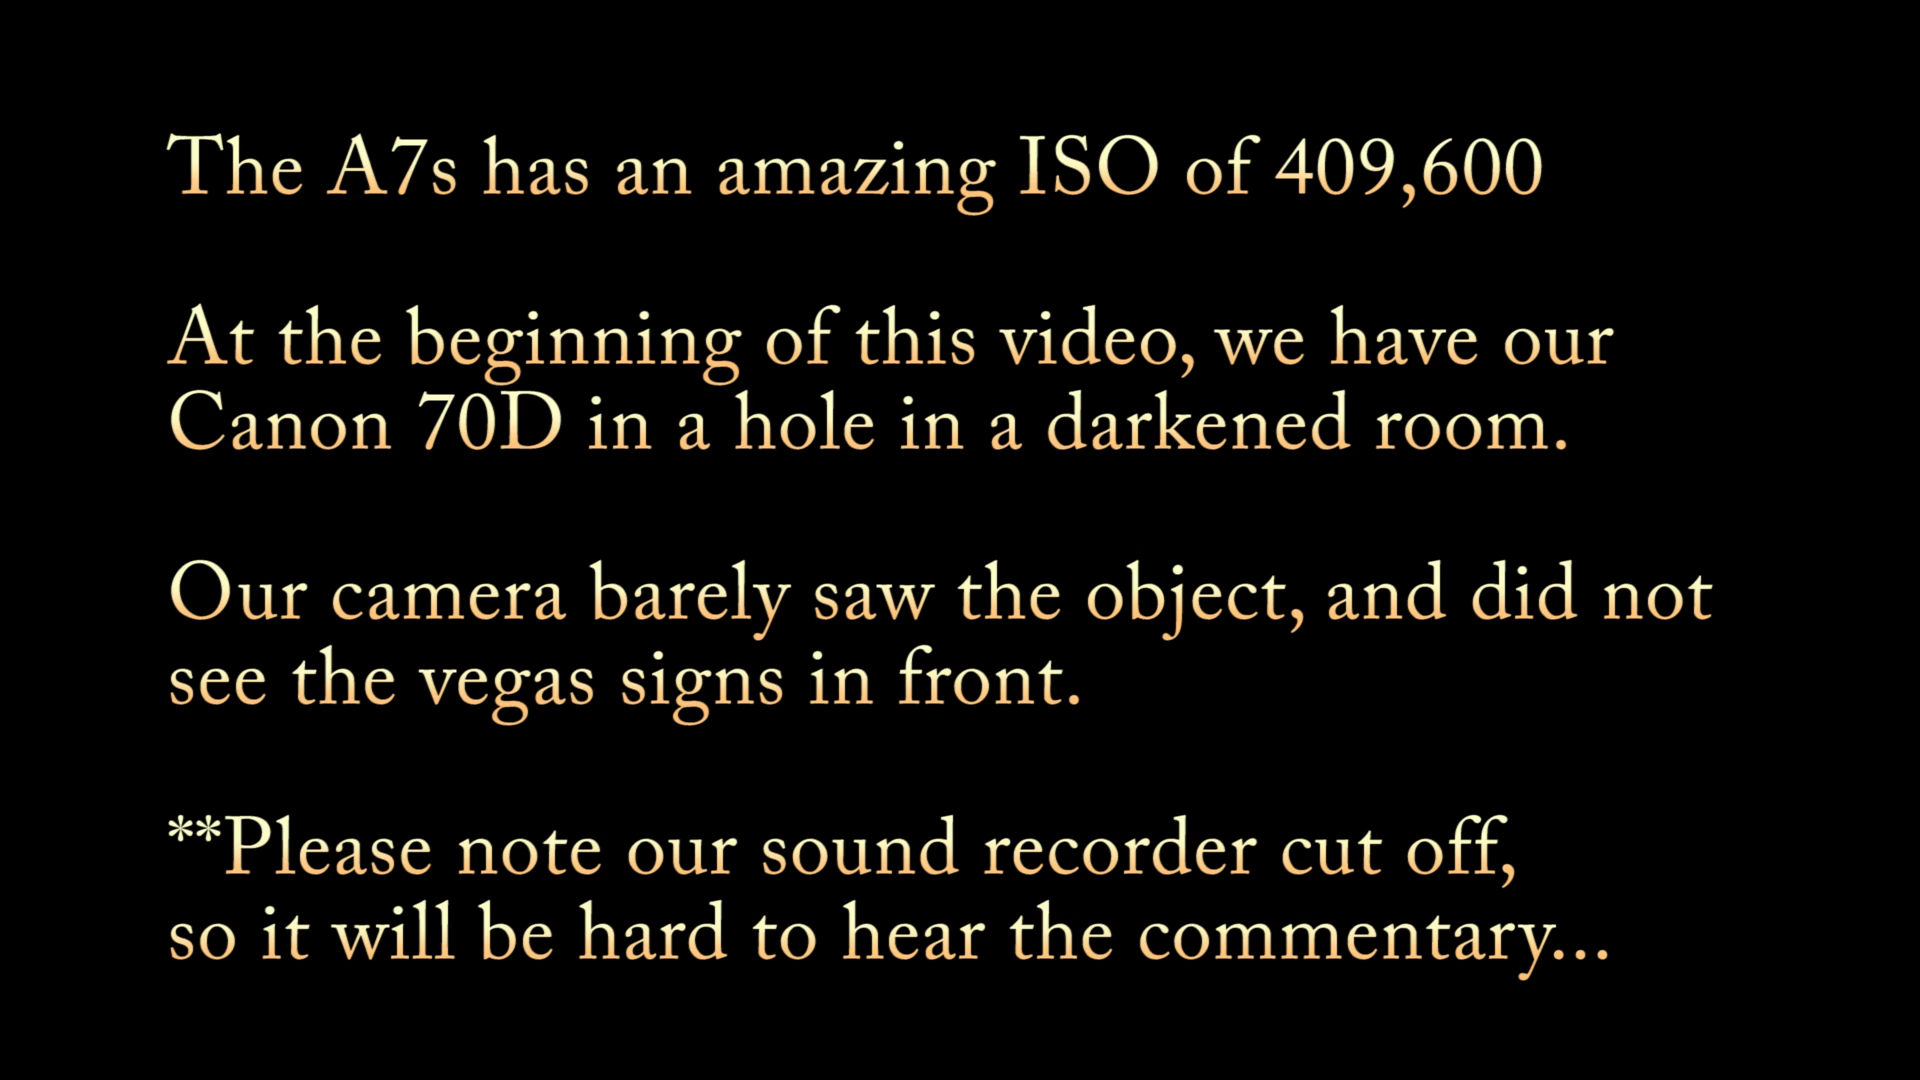 The A7s has an amazing ISO of 409,600
At the beginning of this video, we have our
Canon 70D in a hole in a darkened room.
Our camera barely saw the object, and did not
see the vegas signs in front.
**Please note our sound recorder cut off,
so it will be hard to hear the commentary...